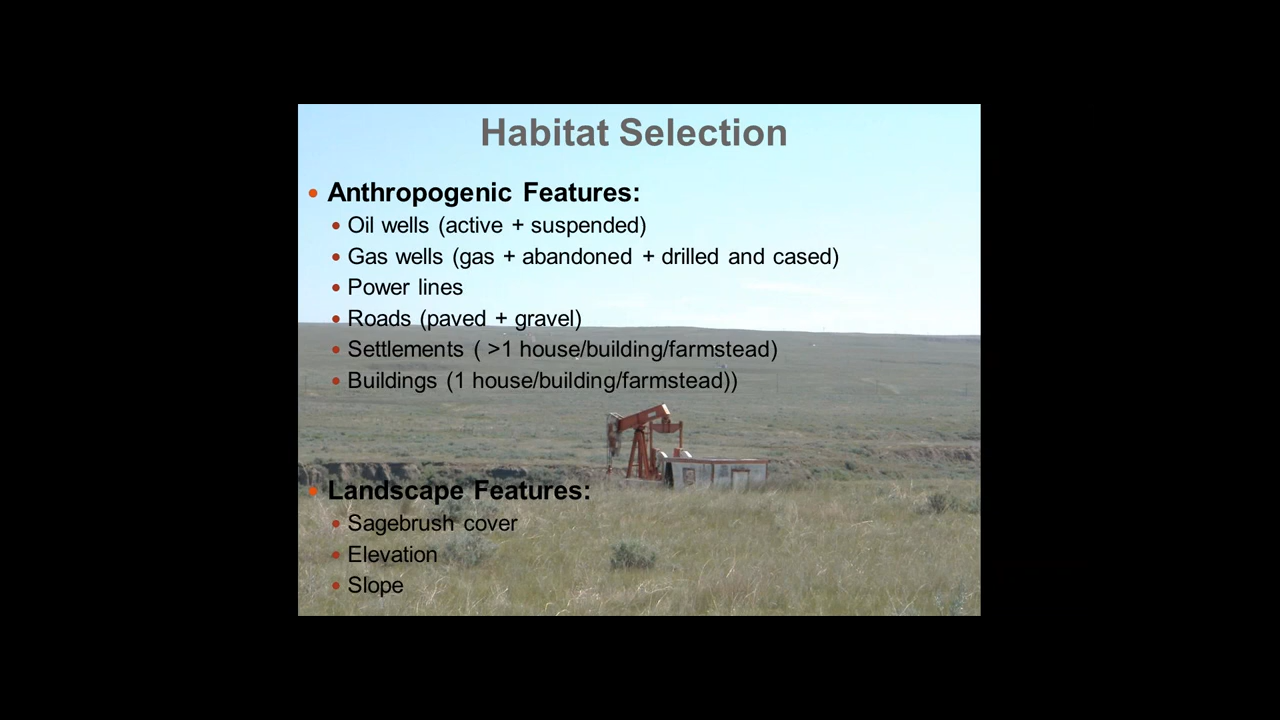 Habitat Selection
Anthropogenic Features:
Oil wells (active + suspended)
Gas wells (gas + abandoned + drilled and cased)
Power lines
Roads (paved + gravel)
Settlements ( >1 house/building/farmstead)
Buildings (1 house/building/farmstead))
Landscape Features:
Sagebrush cover
Elevation
Slope